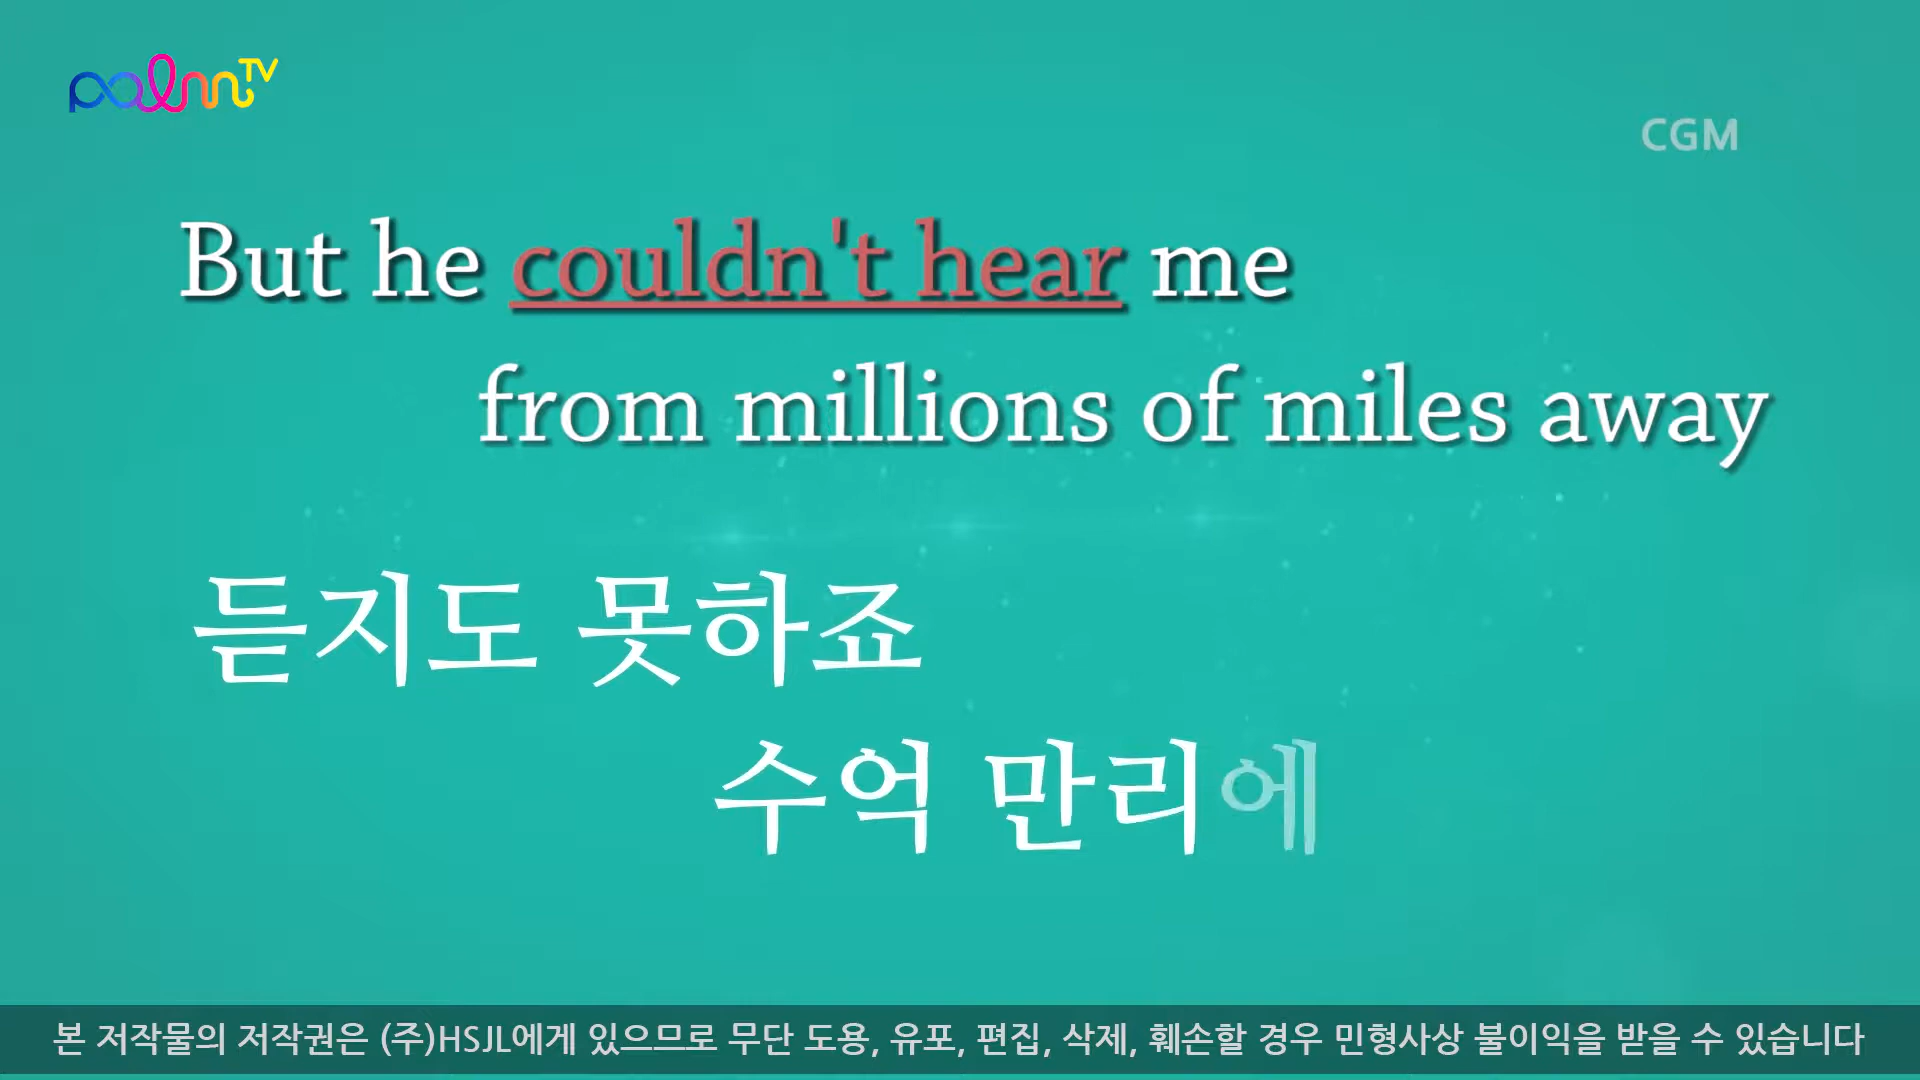 palm TV
CGM
But he couldn't hear me
from millions of miles away
듣지도 못하죠
수억 만리에
본 저작물의 저작권은 (주)HSJL에게 있으므로 무단 도용, 유포, 편집, 삭제, 훼손할 경우 민형사상 불이익을 받을 수 있습니다